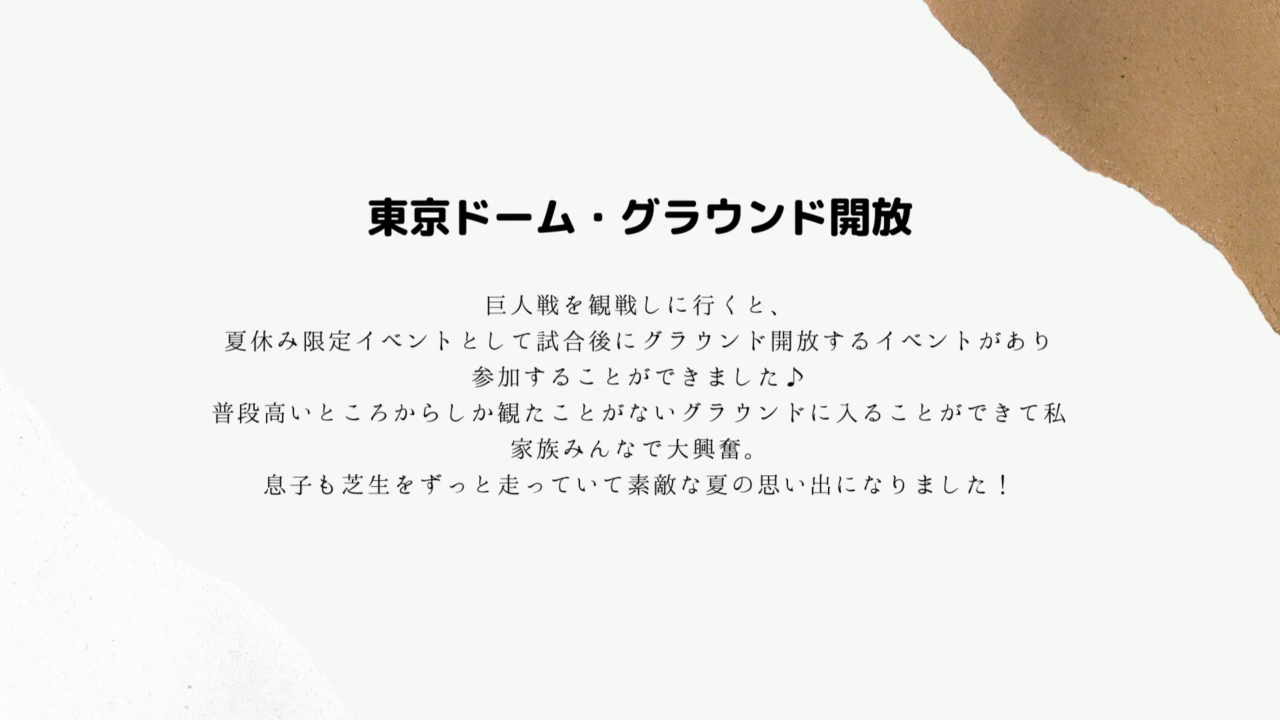 東京ドーム・グラウンド開放
巨人戦を観戦しに行くと、
夏休み限定イベントとして試合後にグラウンド開放するイベントがあり
参加することができました♪
普段高いところからしか観たことがないグラウンドに入ることができて私
家族みんなで大興奮。
息子も芝生をずっと走っていて素敵な夏の思い出になりました！